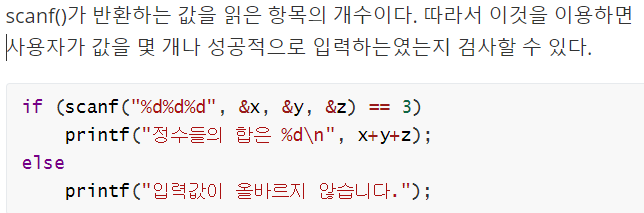 scanf()가 반환하는 값을 읽은 항목의 개수이다. 따라서 이것을 이용하면
사용자가 값을 몇 개나 성공적으로 입력하는였는지 검사할 수 있다.
if (scanf("%d%d%d", &x, &y, &z) == 3)
    printf("정수들의 합은 %d\n", x+y+z);
else
    printf("입력값이 올바르지 않습니다.");